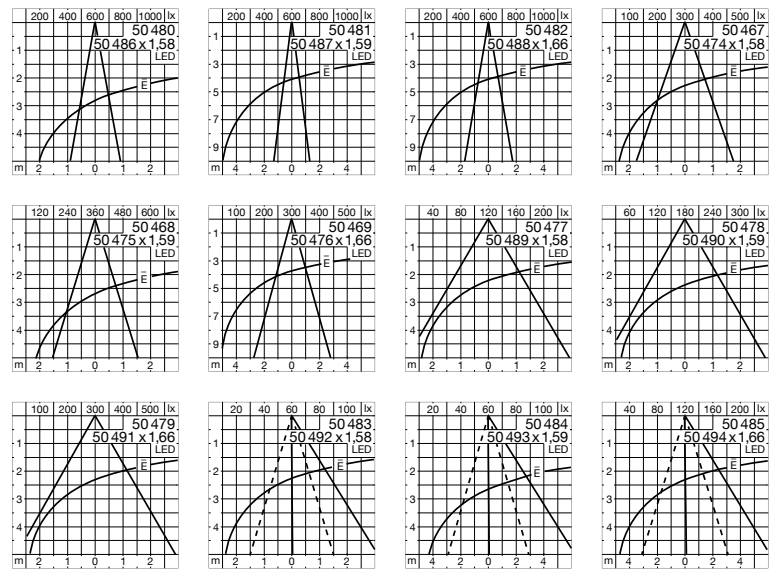 200 400 600 800 1000 lx
50 480
50 486 x 1,58
LED
1
2
Ē
3
4
m 2 1 0 2
200 400 600 800 1000 lx
50 481
50 487 x 1,59
LED
1
3
Ē
5
7
9
m 4 2 0 2 4
200 400 600 800 1000 lx
50 482
50 488 x 1,66
LED
1
3
Ē
5
7
9
m 4 2 0 2 4
100 200 300 400 500 lx
50 467
50 474 x 1,58
LED
1
2
Ē
3
4
m 2 1 0 2
120 240 360 480 600 lx
50 468
50 475 x 1,59
LED
1
2
Ē
3
4
m 2 1 0 2
100 200 300 400 500 lx
50 469
50 476 x 1,66
LED
1
3
Ē
5
7
9
m 4 2 0 2 4
40 80 120 160 200 lx
50 477
50 489 x 1,58
LED
1
2
Ē
3
4
m 2 1 0 2
60 120 180 240 300 lx
50 478
50 490 x 1,59
LED
1
2
Ē
3
4
m 2 1 0 2
100 200 300 400 500 lx
50 479
50 491 x 1,66
LED
1
2
Ē
3
4
m 2 1 0 2
20 40 60 80 100 lx
50 483
50 492 x 1,58
LED
1
2
Ē
3
4
m 2 1 0 2
20 40 60 80 100 lx
50 484
50 493 x 1,59
LED
1
2
Ē
3
4
m 4 2 0 2 4
40 80 120 160 200 lx
50 485
50 494 x 1,66
LED
1
2
Ē
3
4
m 4 2 0 2 4